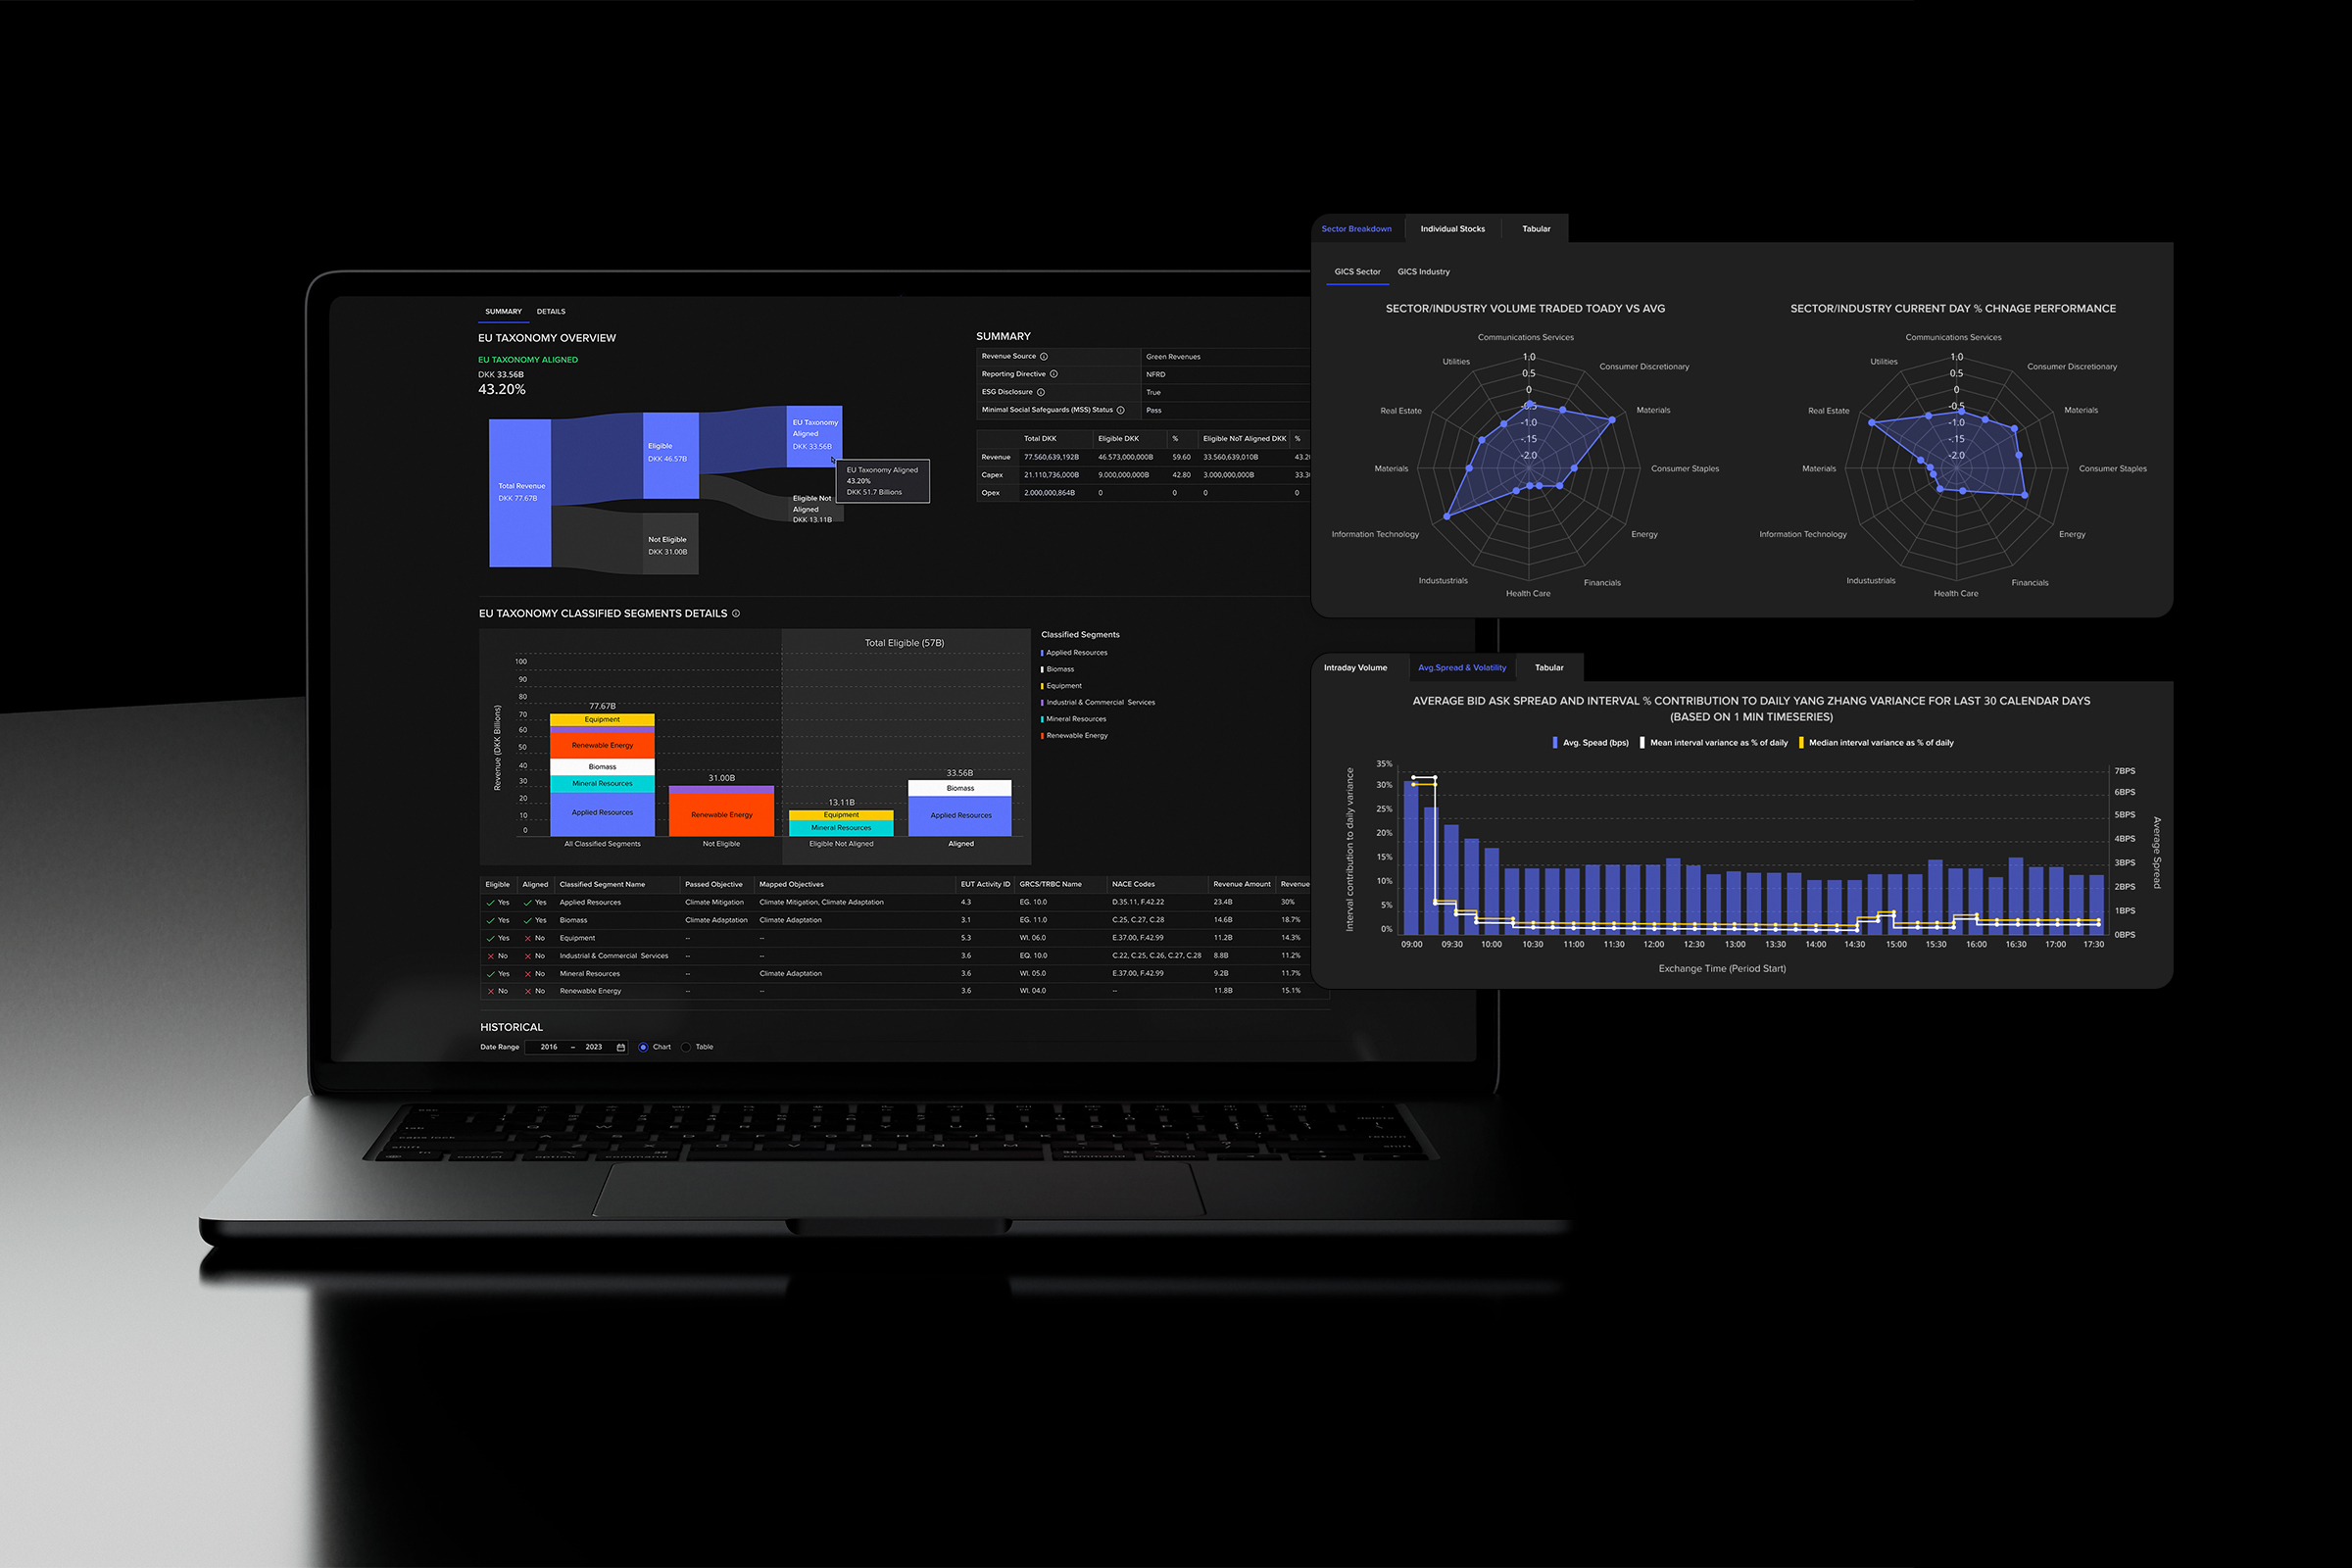 SUMMARY DETAILS
EU TAXONOMY OVERVIEW
EU TAXONOMY ALIGNED
DKK 33.56B
43.20%
Total Revenue
DKK 77.67B
Eligible
DKK 46.57B
Not Eligible
DKK 31.00B
EU Taxonomy
Aligned
DKK 33.56B
Eligible Not
Aligned
DKK 13.11B
EU Taxonomy Aligned
43.20%
DKK 51.7 Billions
SUMMARY
Revenue Source Green Revenues
Reporting Directive NFRD
ESG Disclosure True
Minimal Social Safeguards (MSS) Status Pass
Total DKK Eligible DKK % Eligible NoT Aligned DKK %
Revenue 77.560,639,192B 46.573,000,000B 59.60 33.560,639,010B 43.2
Capex 21.110,736,000B 9.000,000,000B 42.80 3.000,000,000B 33.3
Opex 2.000,000,864B 0 0 0 0
EU TAXONOMY CLASSIFIED SEGMENTS DETAILS
Total Eligible (57B)
Revenue (DKK Billions)
100
90
80
70
60
50
40
30
20
10
0
77.67B
Equipment
Renewable Energy
Biomass
Mineral Resources
Applied Resources
31.00B
Renewable Energy
13.11B
Equipment
Mineral Resources
33.56B
Biomass
Applied Resources
All Classified Segments Not Eligible Eligible Not Aligned Aligned
Classified Segments
Applied Resources
Biomass
Equipment
Industrial & Commercial Services
Mineral Resources
Renewable Energy
Eligible Aligned Classified Segment Name Passed Objective Mapped Objectives EUT Activity ID GRCS/TRBC Name NACE Codes Revenue Amount Revenue
Yes Yes Applied Resources Climate Mitigation Climate Mitigation, Climate Adaptation 4.3 EG. 10.0 D.35.11, F.42.22 23.4B 30%
Yes Yes Biomass Climate Adaptation Climate Adaptation 3.1 EG. 11.0 C.25, C.27, C.28 14.6B 18.7%
Yes No Equipment -- -- 5.3 WI. 06.0 E.37.00, F.42.99 11.2B 14.3%
No No Industrial & Commercial Services -- -- 3.6 EQ. 10.0 C.22, C.25, C.26, C.27, C.28 8.8B 11.2%
Yes No Mineral Resources -- Climate Adaptation 3.6 WI. 05.0 E.37.00, F.42.99 9.2B 11.7%
No No Renewable Energy -- -- 3.6 WI. 04.0 -- 11.8B 15.1%
HISTORICAL
Date Range 2016 – 2023 Chart Table
Sector Breakdown Individual Stocks Tabular
GICS Sector GICS Industry
SECTOR/INDUSTRY VOLUME TRADED TOADY VS AVG
Communications Services
Consumer Discretionary
Materials
Consumer Staples
Energy
Financials
Health Care
Industustrials
Information Technology
Materials
Real Estate
Utilities
1.0
0.5
0
-0.5
-1.0
-.15
-2.0
SECTOR/INDUSTRY CURRENT DAY % CHNAGE PERFORMANCE
Communications Services
Consumer Discretionary
Materials
Consumer Staples
Energy
Financials
Health Care
Industustrials
Information Technology
Materials
Real Estate
Utilities
1.0
0.5
0
-0.5
-1.0
-.15
-2.0
Intraday Volume Avg.Spread & Volatility Tabular
AVERAGE BID ASK SPREAD AND INTERVAL % CONTRIBUTION TO DAILY YANG ZHANG VARIANCE FOR LAST 30 CALENDAR DAYS
(BASED ON 1 MIN TIMESERIES)
Avg. Spead (bps) Mean interval variance as % of daily Median interval variance as % of daily
Interval contribution to daily variance
35%
30%
25%
20%
15%
10%
5%
0%
7BPS
6BPS
5BPS
4BPS
3BPS
2BPS
1BPS
0BPS
Average Spread
09:00 09:30 10:00 10:30 11:00 11:30 12:00 12:30 13:00 13:30 14:00 14:30 15:00 15:30 16:00 16:30 17:00 17:30
Exchange Time (Period Start)